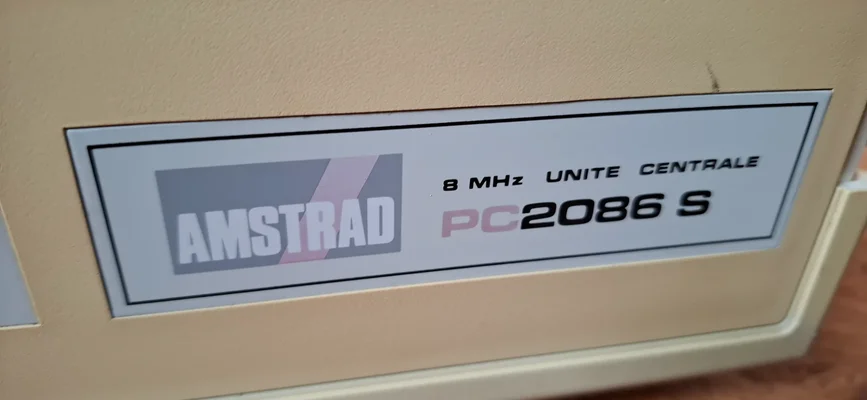 AMSTRAD
8 MHz UNITE CENTRALE
PC2086 S